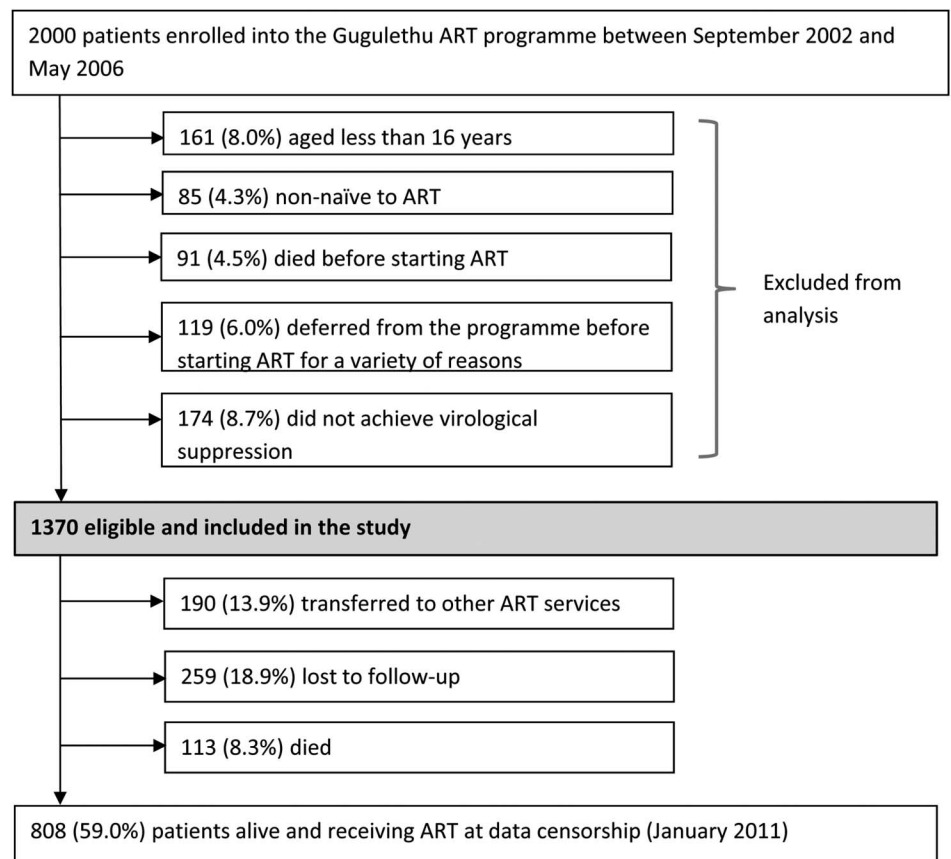 2000 patients enrolled into the Gugulethu ART programme between September 2002 and
May 2006
161 (8.0%) aged less than 16 years
85 (4.3%) non-naïve to ART
91 (4.5%) died before starting ART
119 (6.0%) deferred from the programme before
starting ART for a variety of reasons
174 (8.7%) did not achieve virological
suppression
Excluded from
analysis
1370 eligible and included in the study
190 (13.9%) transferred to other ART services
259 (18.9%) lost to follow-up
113 (8.3%) died
808 (59.0%) patients alive and receiving ART at data censorship (January 2011)